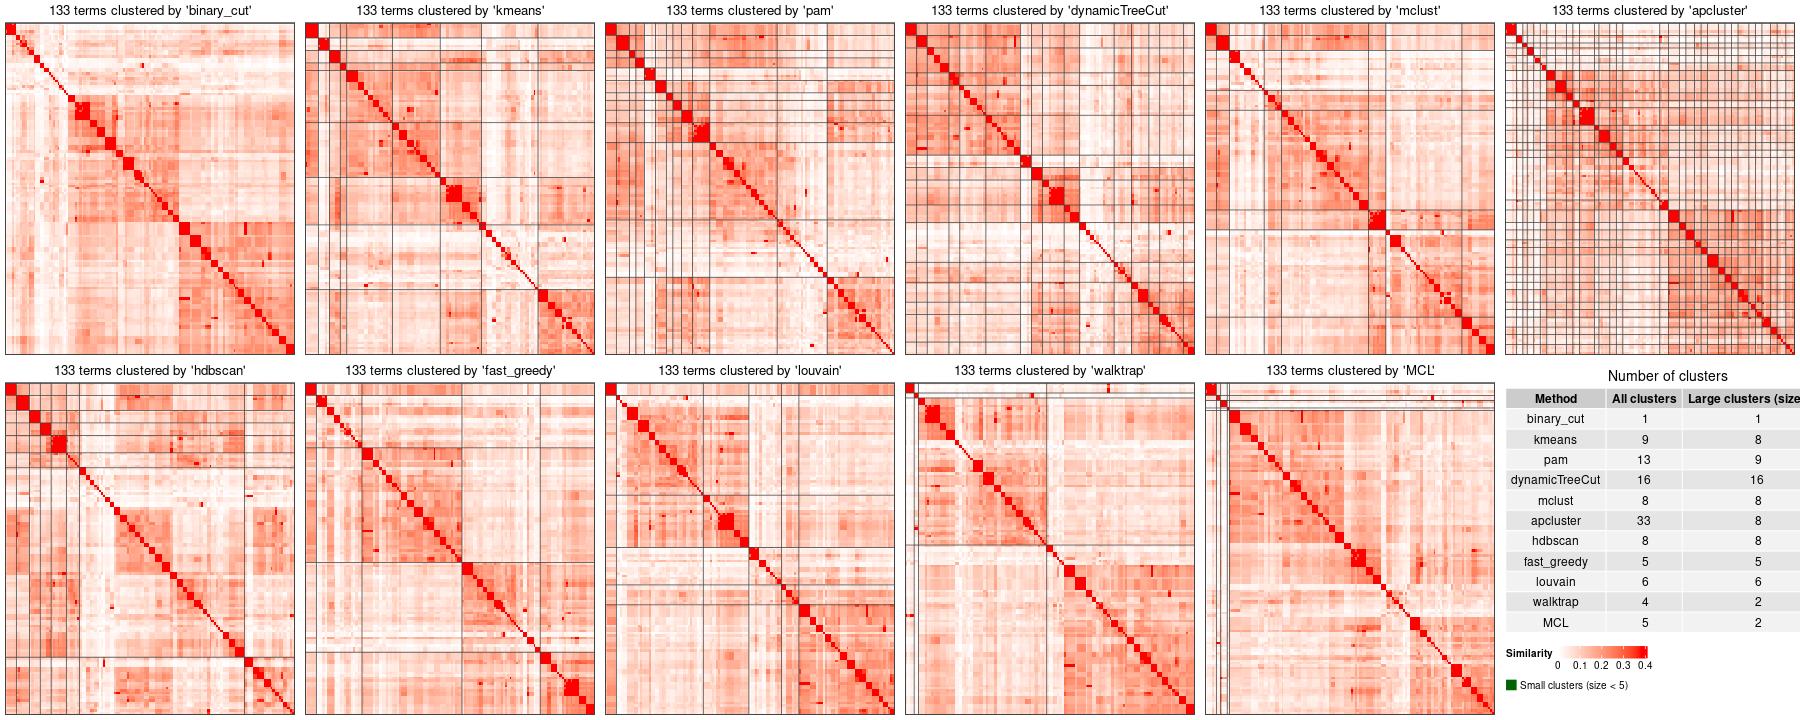 133 terms clustered by 'binary_cut'
133 terms clustered by 'kmeans'
133 terms clustered by 'pam'
133 terms clustered by 'dynamicTreeCut'
133 terms clustered by 'mclust'
133 terms clustered by 'apcluster'
133 terms clustered by 'hdbscan'
133 terms clustered by 'fast_greedy'
133 terms clustered by 'louvain'
133 terms clustered by 'walktrap'
133 terms clustered by 'MCL'
Number of clusters
Method All clusters Large clusters (size
binary_cut 1 1
kmeans 9 8
pam 13 9
dynamicTreeCut 16 16
mclust 8 8
apcluster 33 8
hdbscan 8 8
fast_greedy 5 5
louvain 6 6
walktrap 4 2
MCL 5 2
Similarity
0 0.1 0.2 0.3 0.4
Small clusters (size < 5)